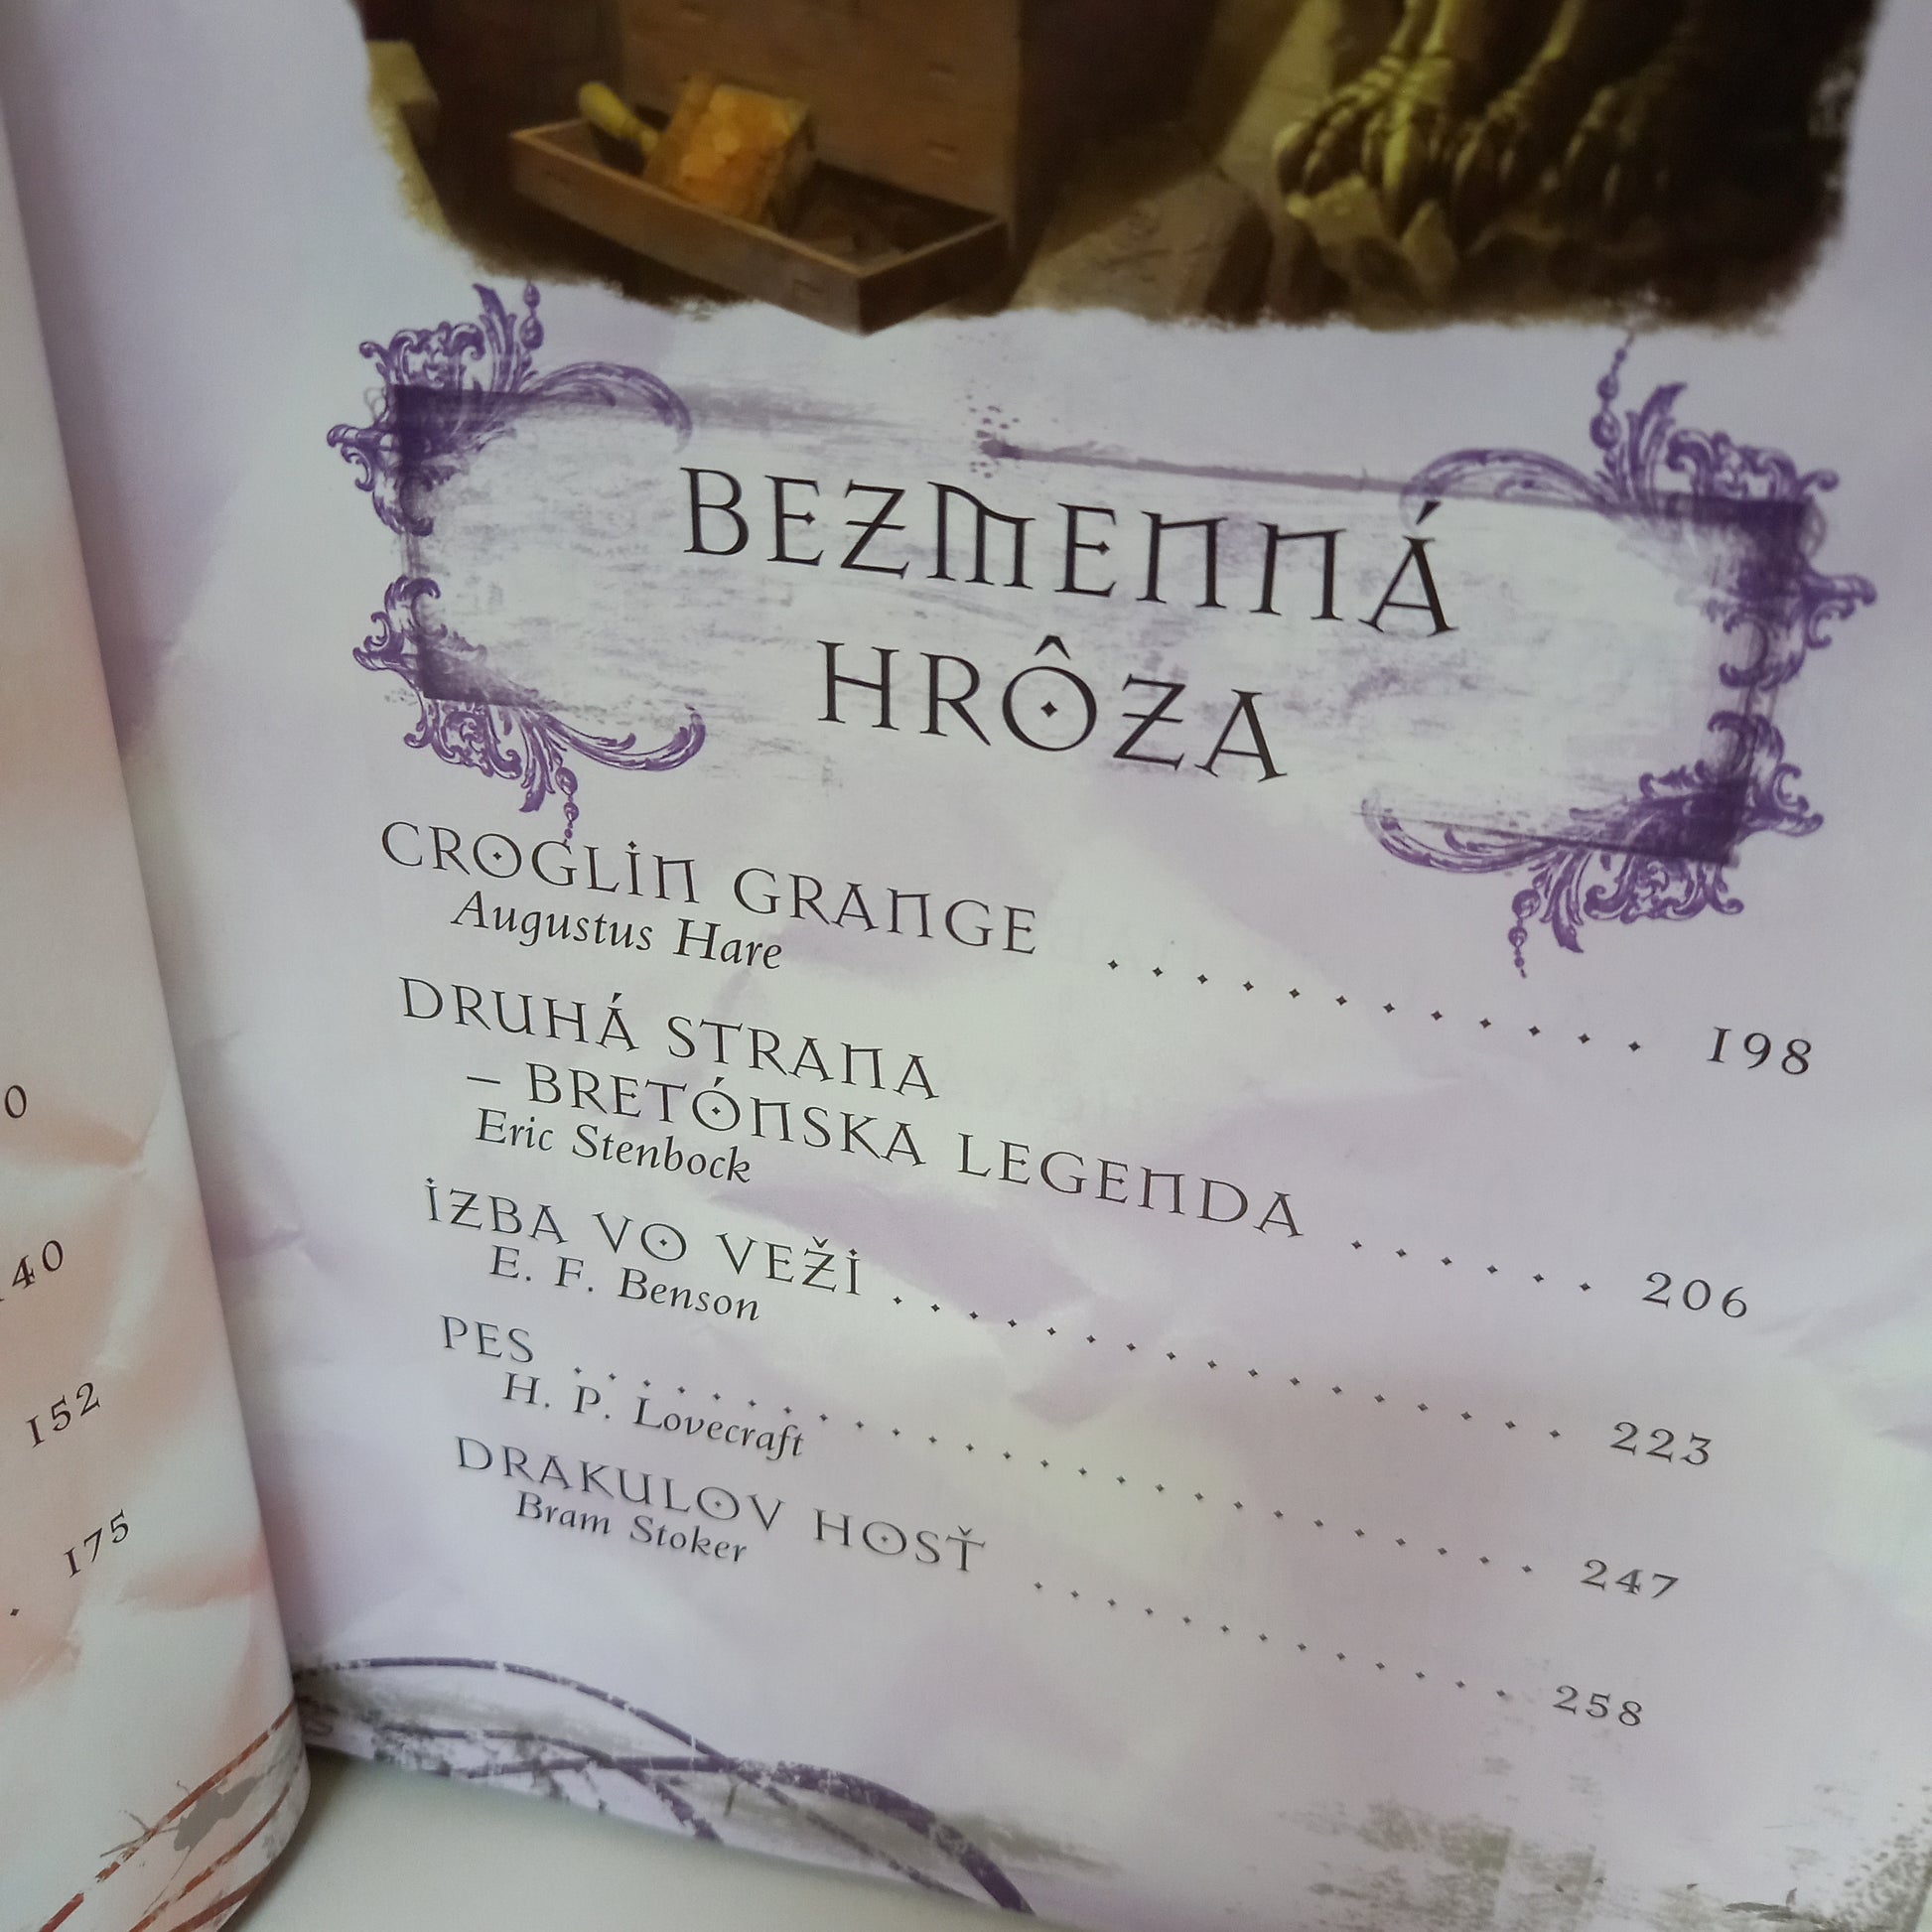 BEZMENNÁ
HRÔZA
CROGLIN GRANGE . . . . . . . . . . . . 198
Augustus Hare
DRUHÁ STRANA
– BRETÓNSKA LEGENDA . . . . . . 206
Eric Stenbock
IZBA VO VEŽI . . . . . . . . . . . . . . . . . . 223
E. F. Benson
PES . . . . . . . . . . . . . . . . . . . . . . . . . . 247
H. P. Lovecraft
DRAKULOV HOSŤ . . . . . . . . . . . . . 258
Bram Stoker
152
175